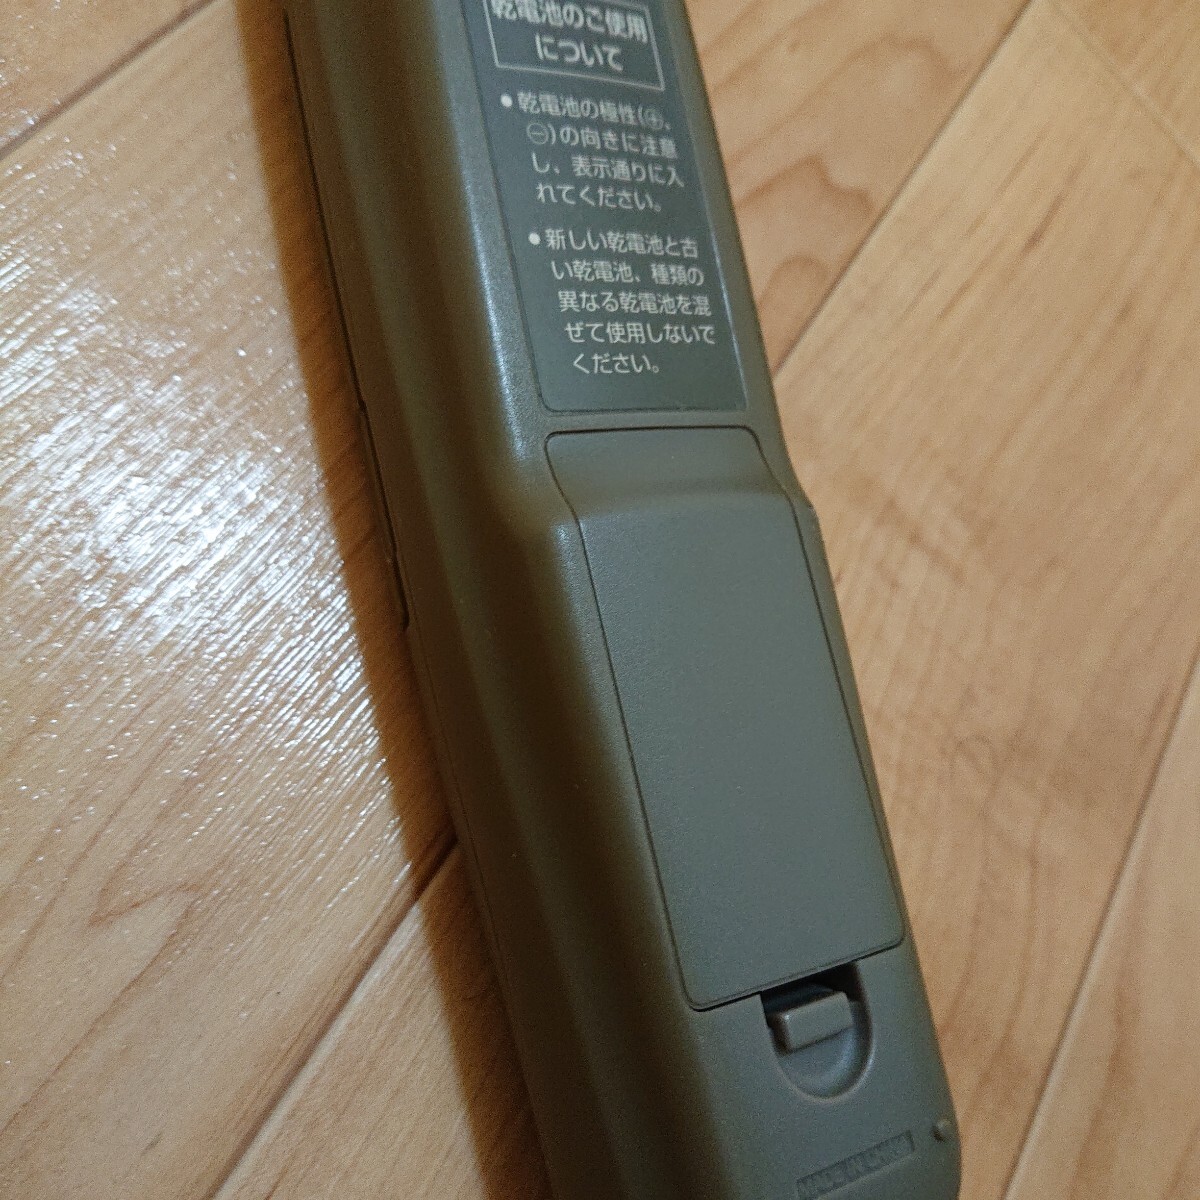 乾電池のご使用
について
● 乾電池の極性(⊕、
⊖)の向きに注意
し、表示通りに入
れてください。
● 新しい乾電池と古
い乾電池、種類の
異なる乾電池を混
ぜて使用しないで
ください。
MADE IN